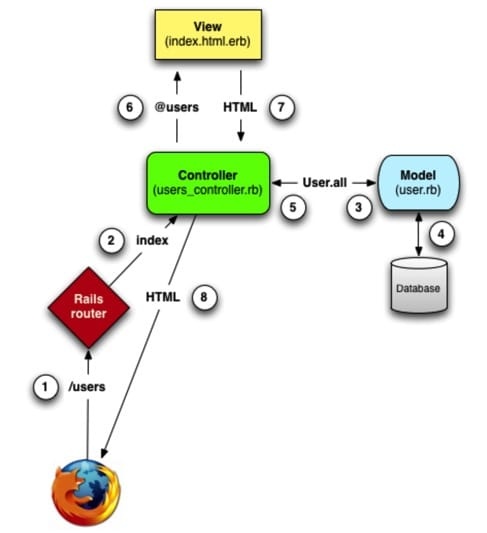 View
(index.html.erb)
6 @users HTML 7
Controller
(users_controller.rb)
User.all
Model
(user.rb)
5 3
4
2 index
Database
Rails
router
HTML 8
1 /users